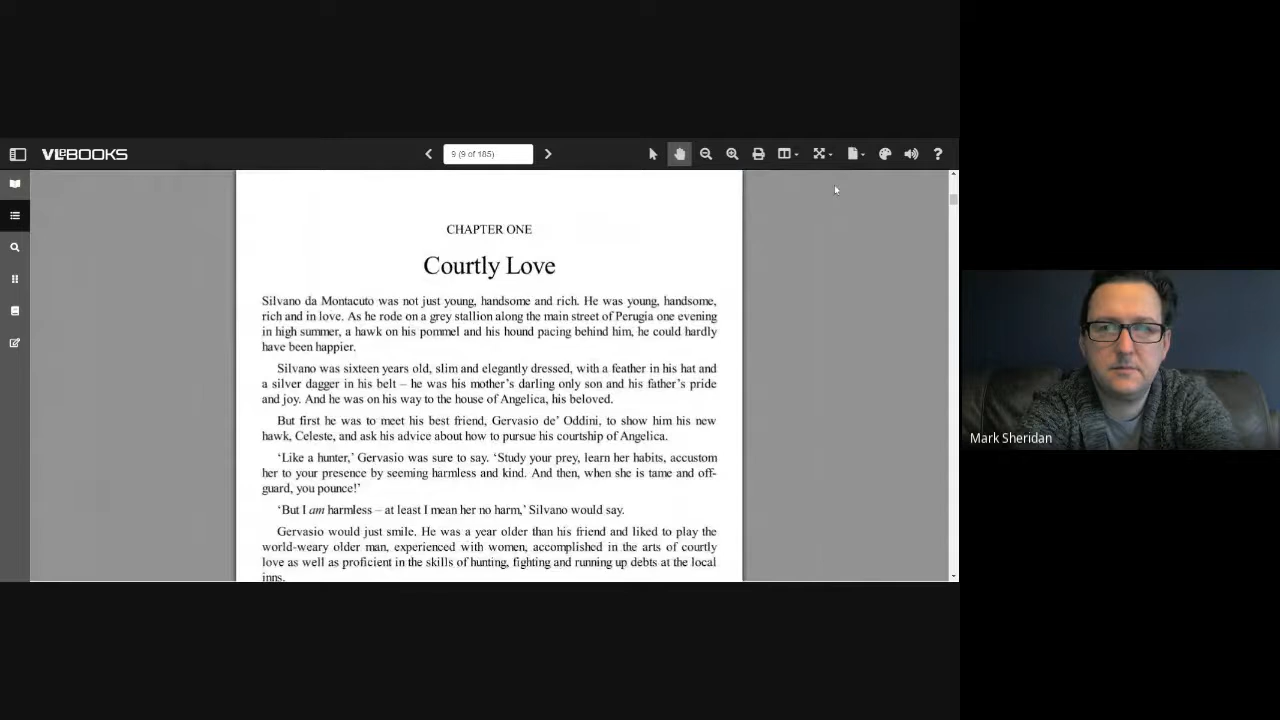 VLeBOOKS
9 (9 of 185)
CHAPTER ONE
Courtly Love
Silvano da Montacuto was not just young, handsome and rich. He was young, handsome,
rich and in love. As he rode on a grey stallion along the main street of Perugia one evening
in high summer, a hawk on his pommel and his hound pacing behind him, he could hardly
have been happier.
Silvano was sixteen years old, slim and elegantly dressed, with a feather in his hat and
a silver dagger in his belt – he was his mother’s darling only son and his father’s pride
and joy. And he was on his way to the house of Angelica, his beloved.
But first he was to meet his best friend, Gervasio de’ Oddini, to show him his new
hawk, Celeste, and ask his advice about how to pursue his courtship of Angelica.
‘Like a hunter,’ Gervasio was sure to say. ‘Study your prey, learn her habits, accustom
her to your presence by seeming harmless and kind. And then, when she is tame and off-
guard, you pounce!’
‘But I am harmless – at least I mean her no harm,’ Silvano would say.
Gervasio would just smile. He was a year older than his friend and liked to play the
world-weary older man, experienced with women, accomplished in the arts of courtly
love as well as proficient in the skills of hunting, fighting and running up debts at the local
inns.
Mark Sheridan